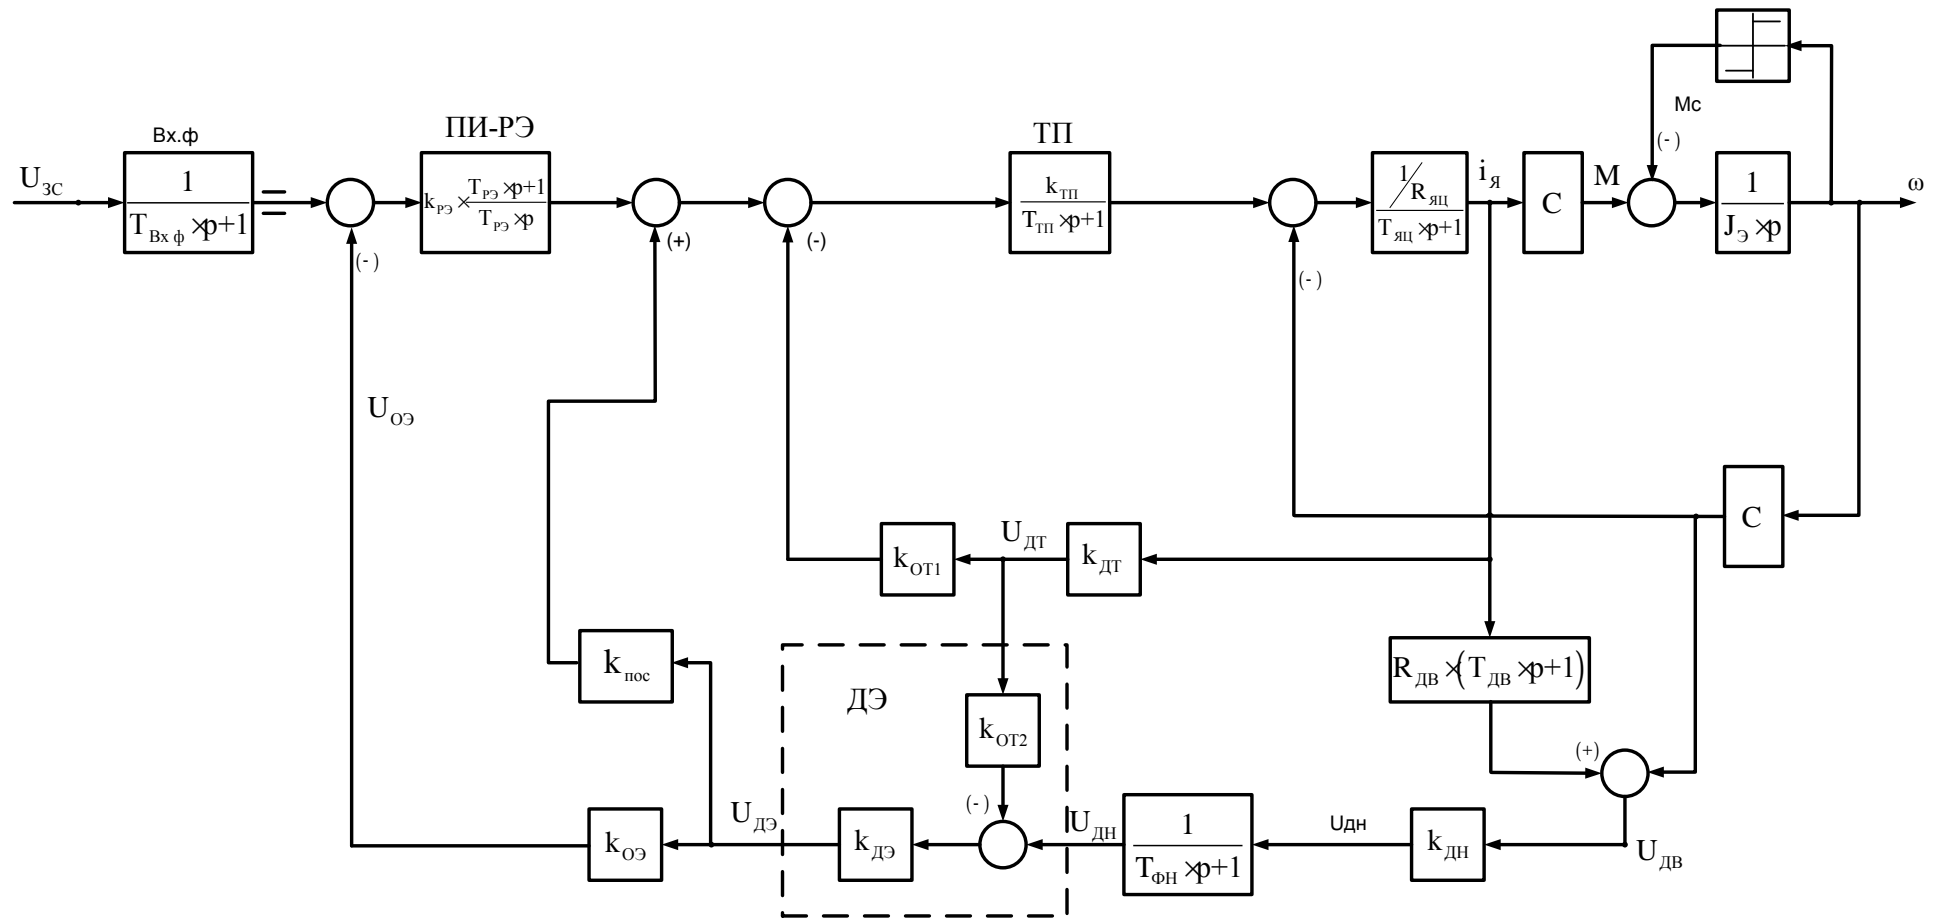 Вх.ф
ПИ-РЭ
ТП
Mc
(-)
U_ЗС
1
T_Вх ф×p+1
=
k_РЭ × T_РЭ×p+1
T_РЭ×p
(-)
(+)
(-)
k_ТП
T_ТП×p+1
(-)
1/R_ЯЦ
T_ЯЦ×p+1
i_Я
C
M
1
J_Э×p
ω
U_ОЭ
C
k_ОТ1
U_ДТ
k_ДТ
k_пос
R_ДВ×(T_ДВ×p+1)
ДЭ
k_ОТ2
(+)
(-)
k_ОЭ
U_ДЭ
k_ДЭ
U_ДН
1
T_ФН×p+1
Uдн
k_ДН
U_ДВ